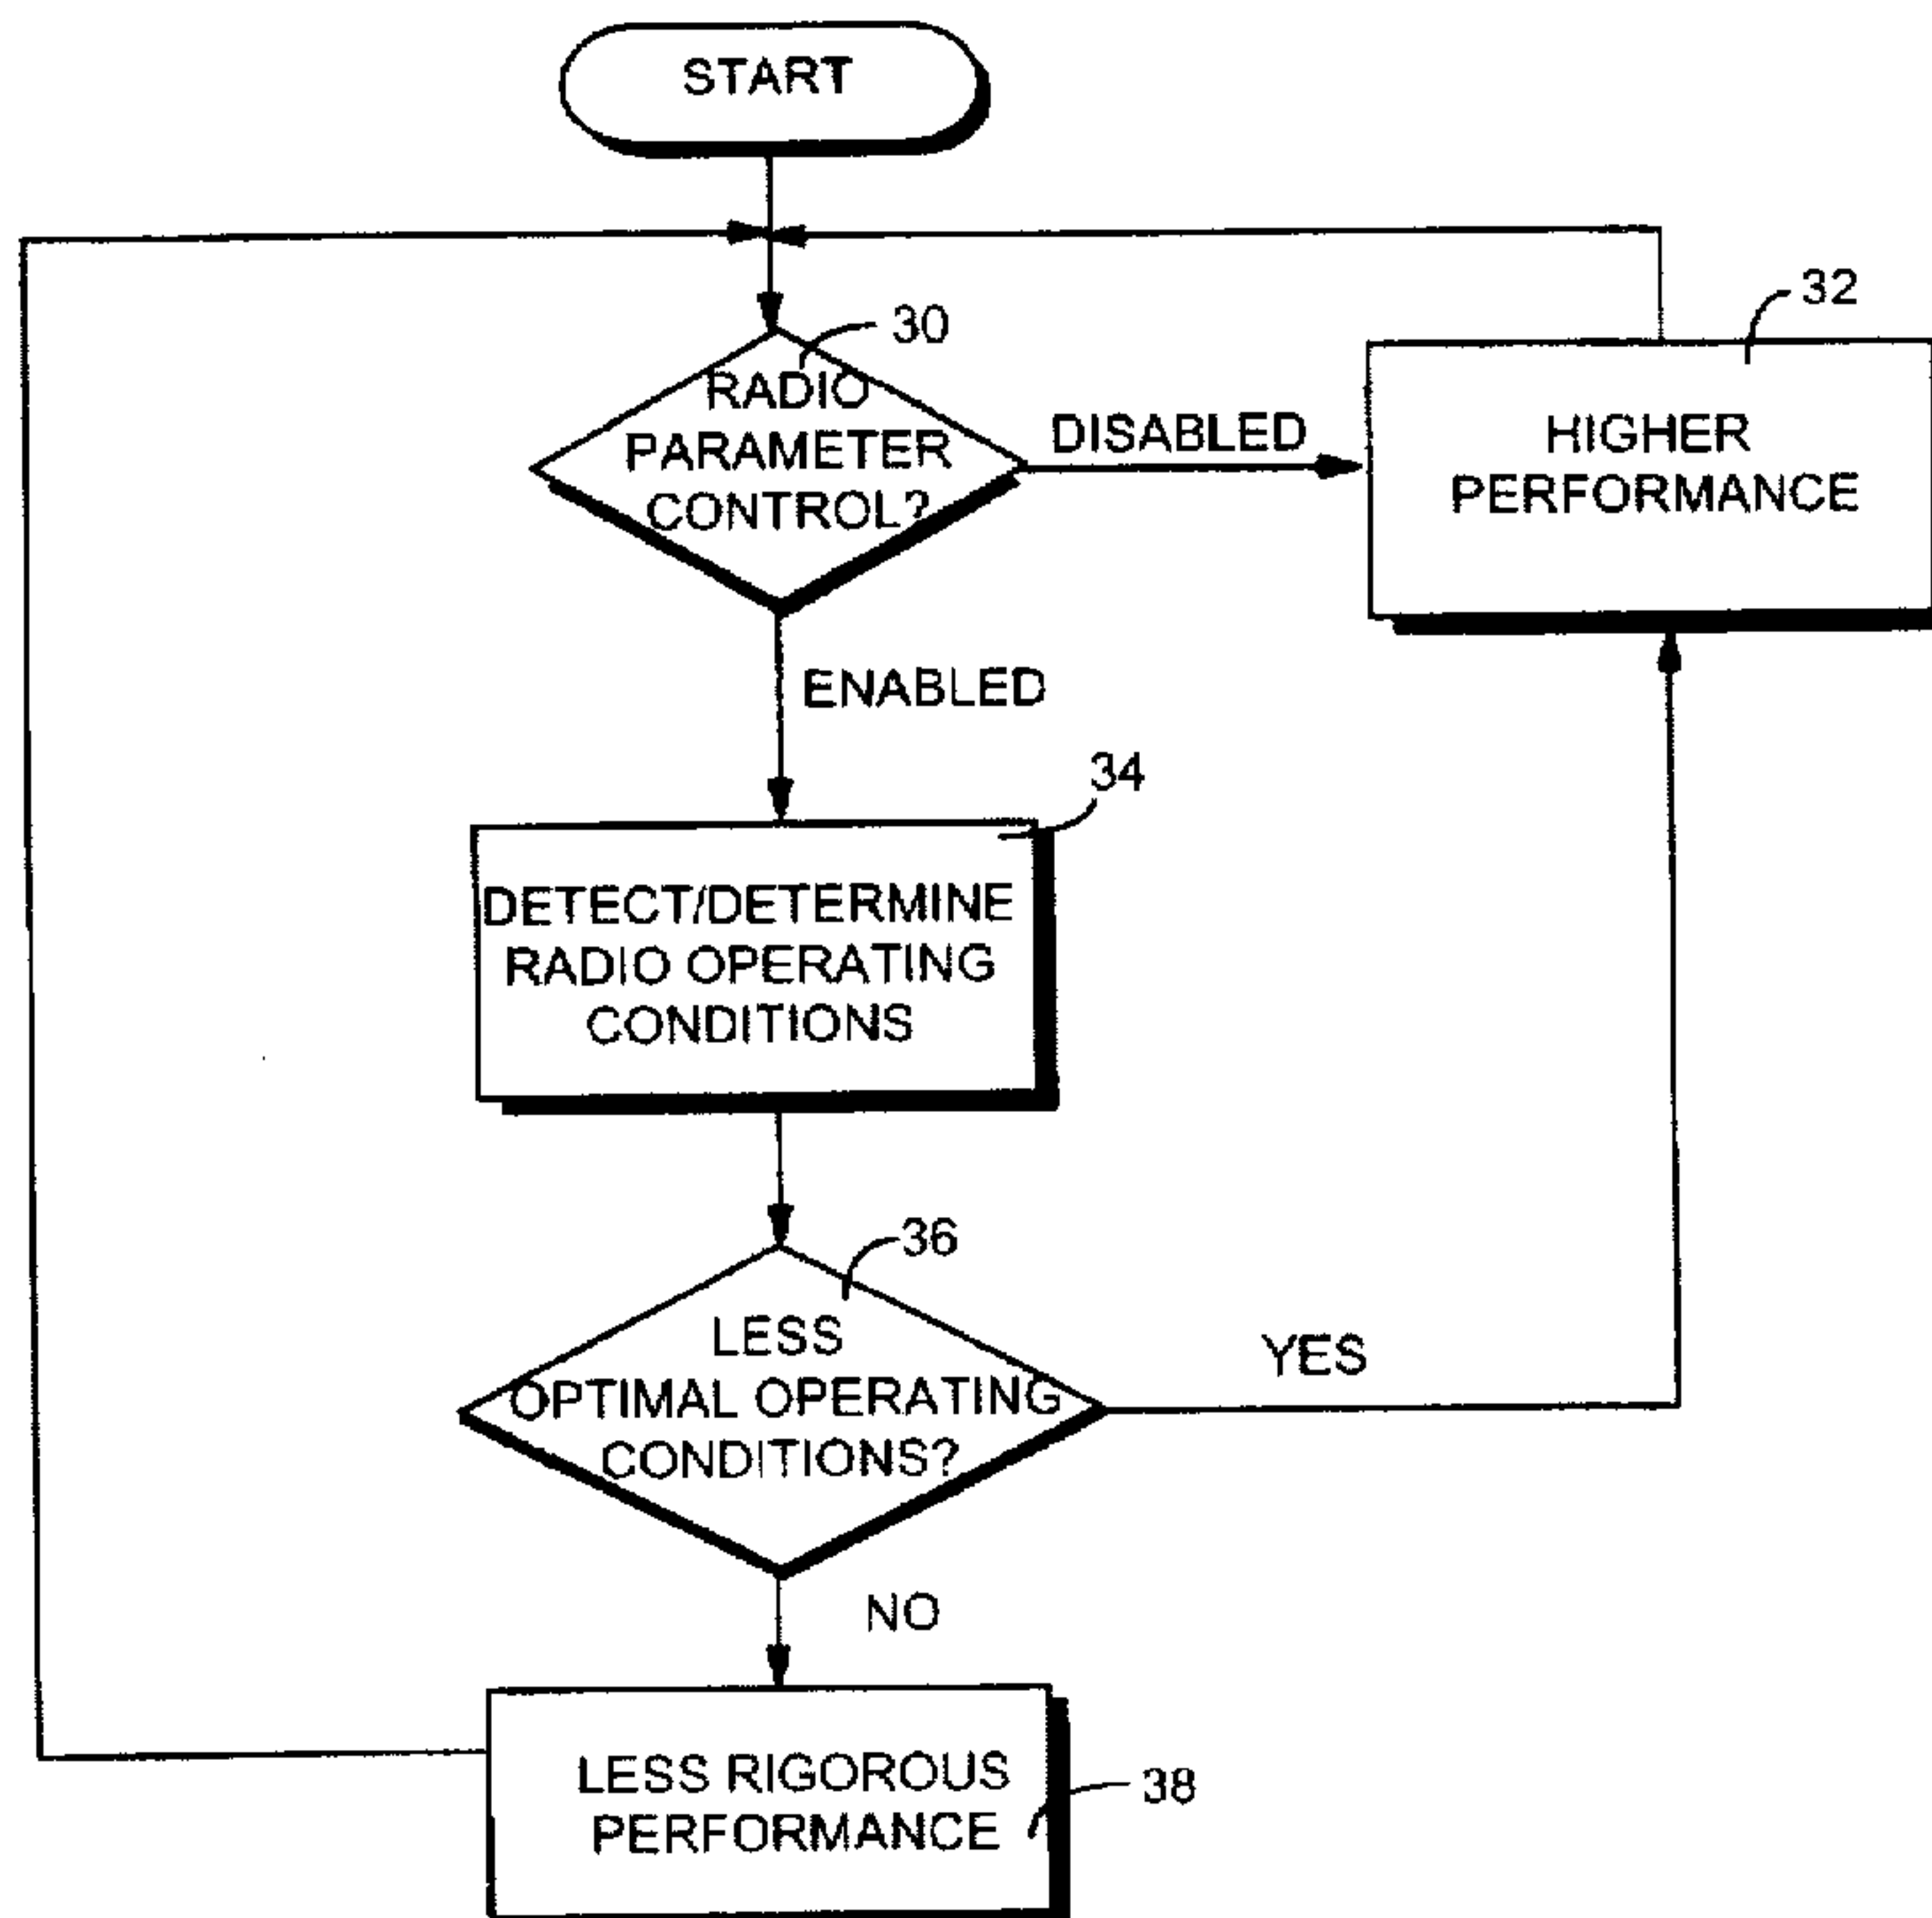 START
30
RADIO
PARAMETER
CONTROL?
DISABLED
32
HIGHER
PERFORMANCE
ENABLED
34
DETECT/DETERMINE
RADIO OPERATING
CONDITIONS
36
LESS
OPTIMAL OPERATING
CONDITIONS?
YES
NO
LESS RIGOROUS
PERFORMANCE
38